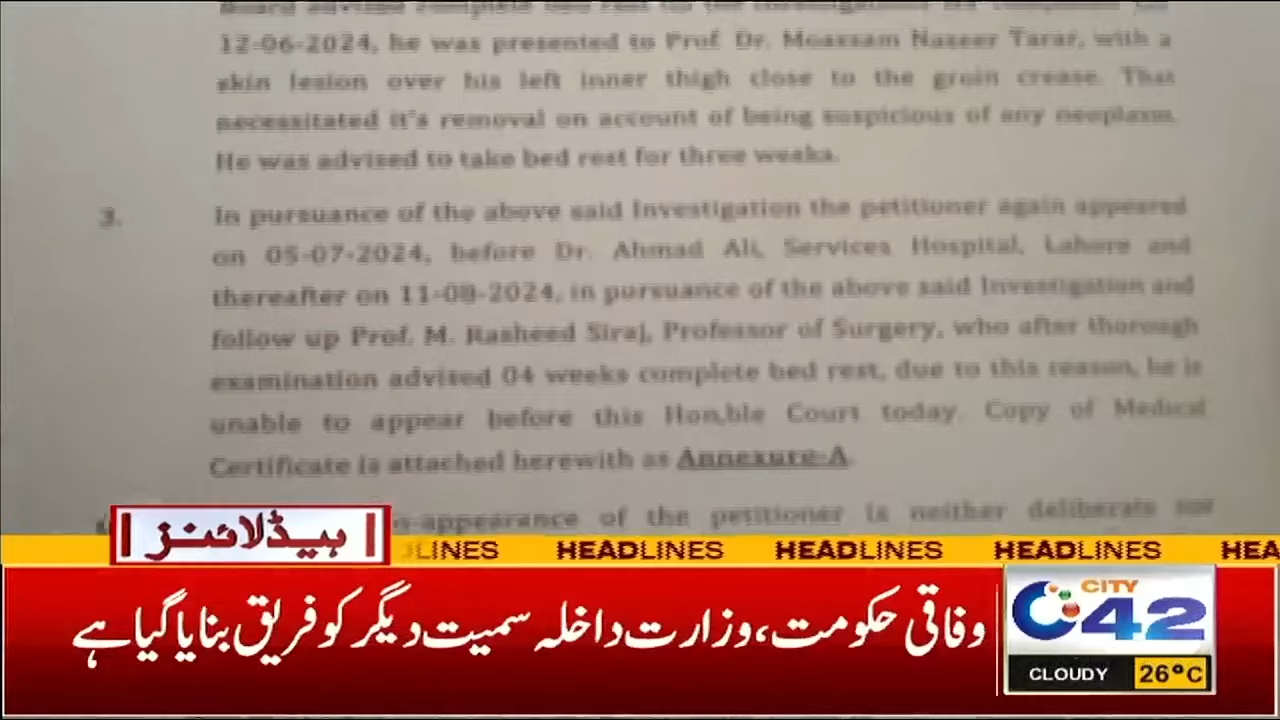 Board advised complete bed rest for
12-06-2024, he was presented to Prof. Dr. Moazzam Nazeer Tarar, with a
skin lesion over his left inner thigh close to the groin crease. That
necessitated it's removal on account of being suspicious of any neoplasm.
He was advised to take bed rest for three weeks.
3. In pursuance of the above said Investigation the petitioner again appeared
on 05-07-2024, before Dr. Ahmad Ali, Services Hospital, Lahore and
thereafter on 11-08-2024, in pursuance of the above said Investigation and
follow up Prof. M. Rasheed Siraj, Professor of Surgery, who after thorough
examination advised 04 weeks complete bed rest, due to this reason, he is
unable to appear before this Hon,ble Court today. Copy of Medical
Certificate is attached herewith as Annexure-A.
-appearance of the petitioner is neither deliberate nor
ہیڈلائنز
LINES HEADLINES HEADLINES HEADLINES HEA
وفاقی حکومت، وزارت داخلہ سمیت دیگر کو فریق بنایا گیا ہے
CITY
42
CLOUDY 26°C